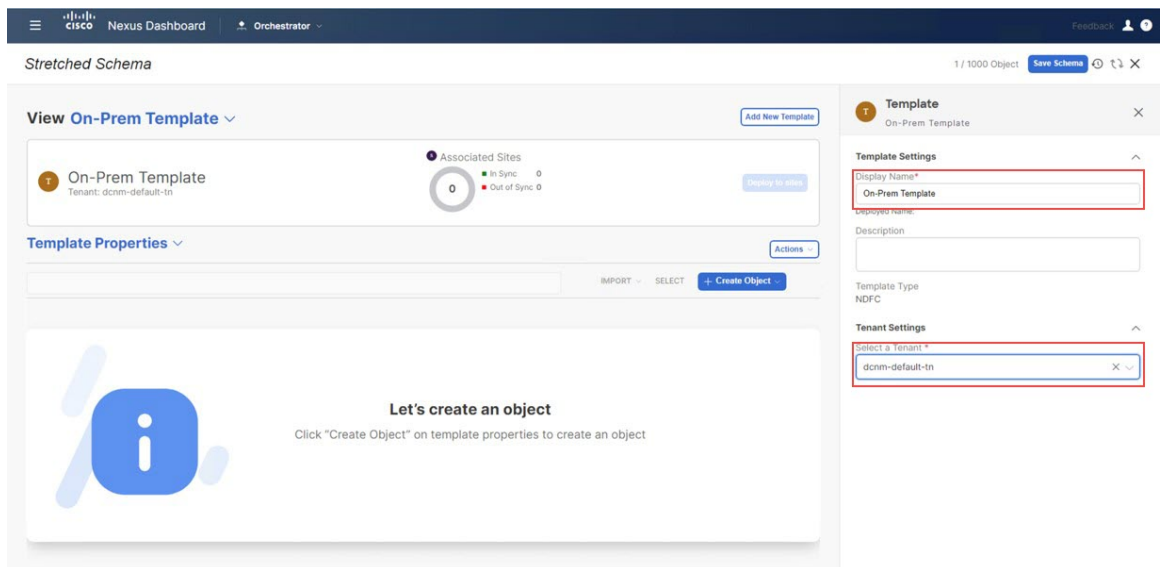 cisco Nexus Dashboard Orchestrator Feedback
Stretched Schema 1 / 1000 Object Save Schema
View On-Prem Template Add New Template
T On-Prem Template
Tenant: dcnm-default-tn
Associated Sites
0
In Sync 0
Out of Sync 0
Deploy to sites
Template Properties Actions
IMPORT SELECT + Create Object
Let's create an object
Click "Create Object" on template properties to create an object
T Template
On-Prem Template
Template Settings
Display Name*
On-Prem Template
Deployed Name:
Description
Template Type
NDFC
Tenant Settings
Select a Tenant *
dcnm-default-tn